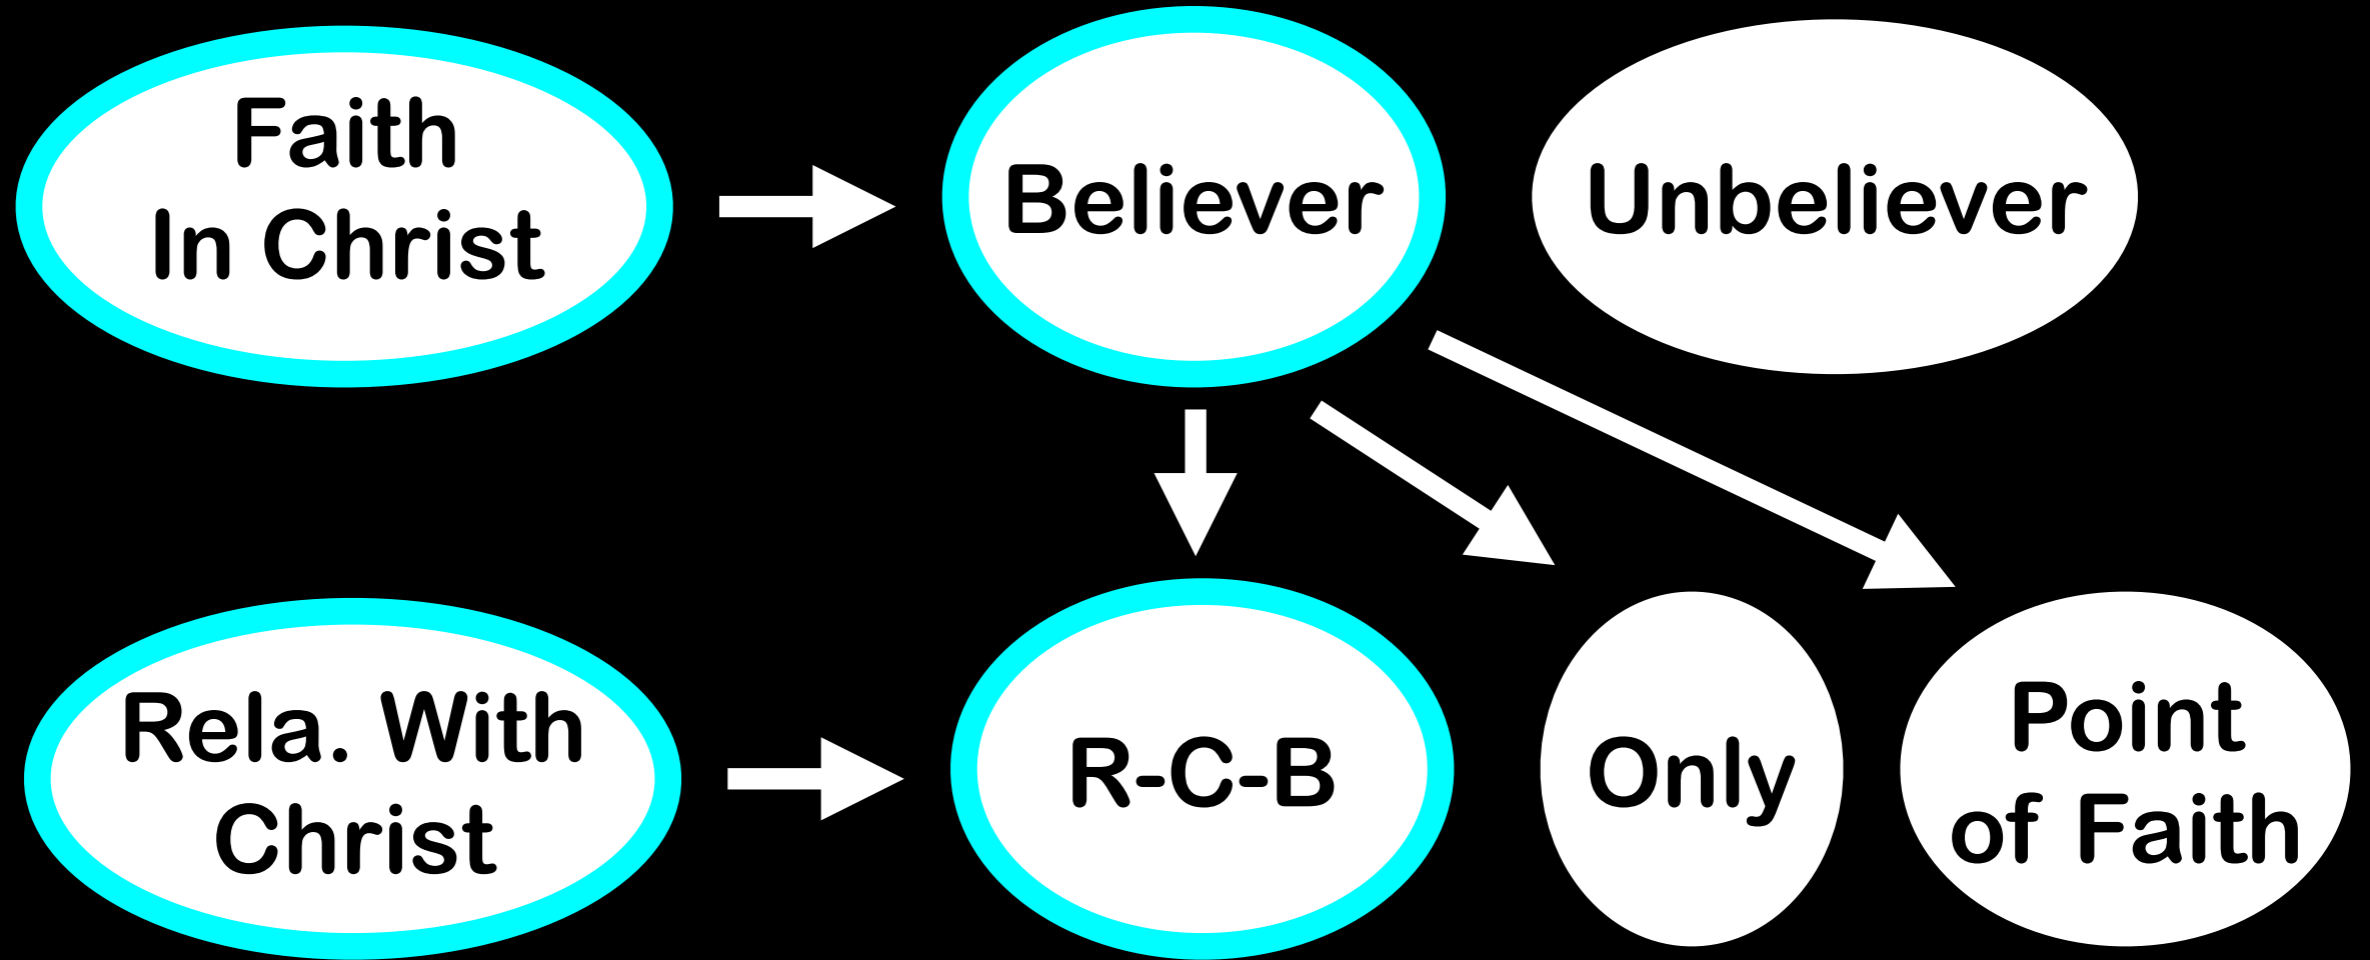 Faith
In Christ
Believer
Unbeliever
Rela. With
Christ
R-C-B
Only
Point
of Faith